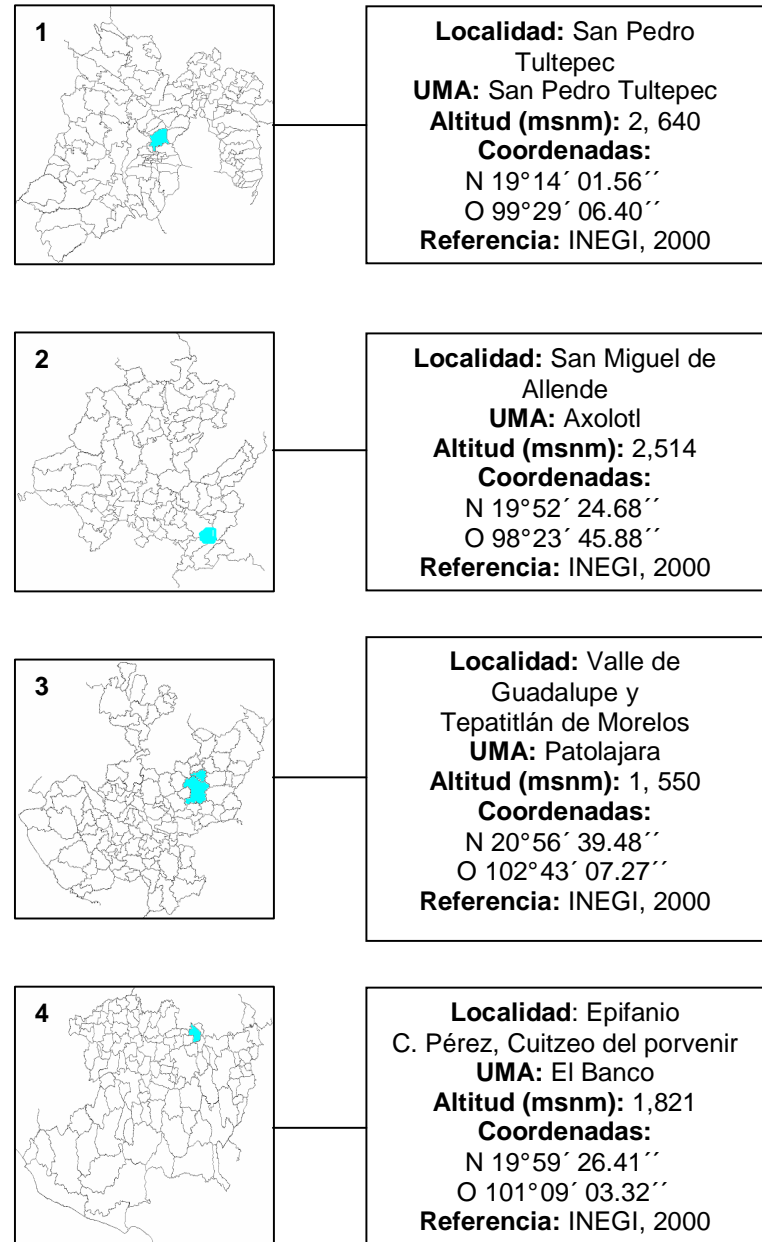 1
Localidad: San Pedro
Tultepec
UMA: San Pedro Tultepec
Altitud (msnm): 2, 640
Coordenadas:
N 19°14´ 01.56´´
O 99°29´ 06.40´´
Referencia: INEGI, 2000
2
Localidad: San Miguel de
Allende
UMA: Axolotl
Altitud (msnm): 2,514
Coordenadas:
N 19°52´ 24.68´´
O 98°23´ 45.88´´
Referencia: INEGI, 2000
3
Localidad: Valle de
Guadalupe y
Tepatitlán de Morelos
UMA: Patolajara
Altitud (msnm): 1, 550
Coordenadas:
N 20°56´ 39.48´´
O 102°43´ 07.27´´
Referencia: INEGI, 2000
4
Localidad: Epifanio
C. Pérez, Cuitzeo del porvenir
UMA: El Banco
Altitud (msnm): 1,821
Coordenadas:
N 19°59´ 26.41´´
O 101°09´ 03.32´´
Referencia: INEGI, 2000